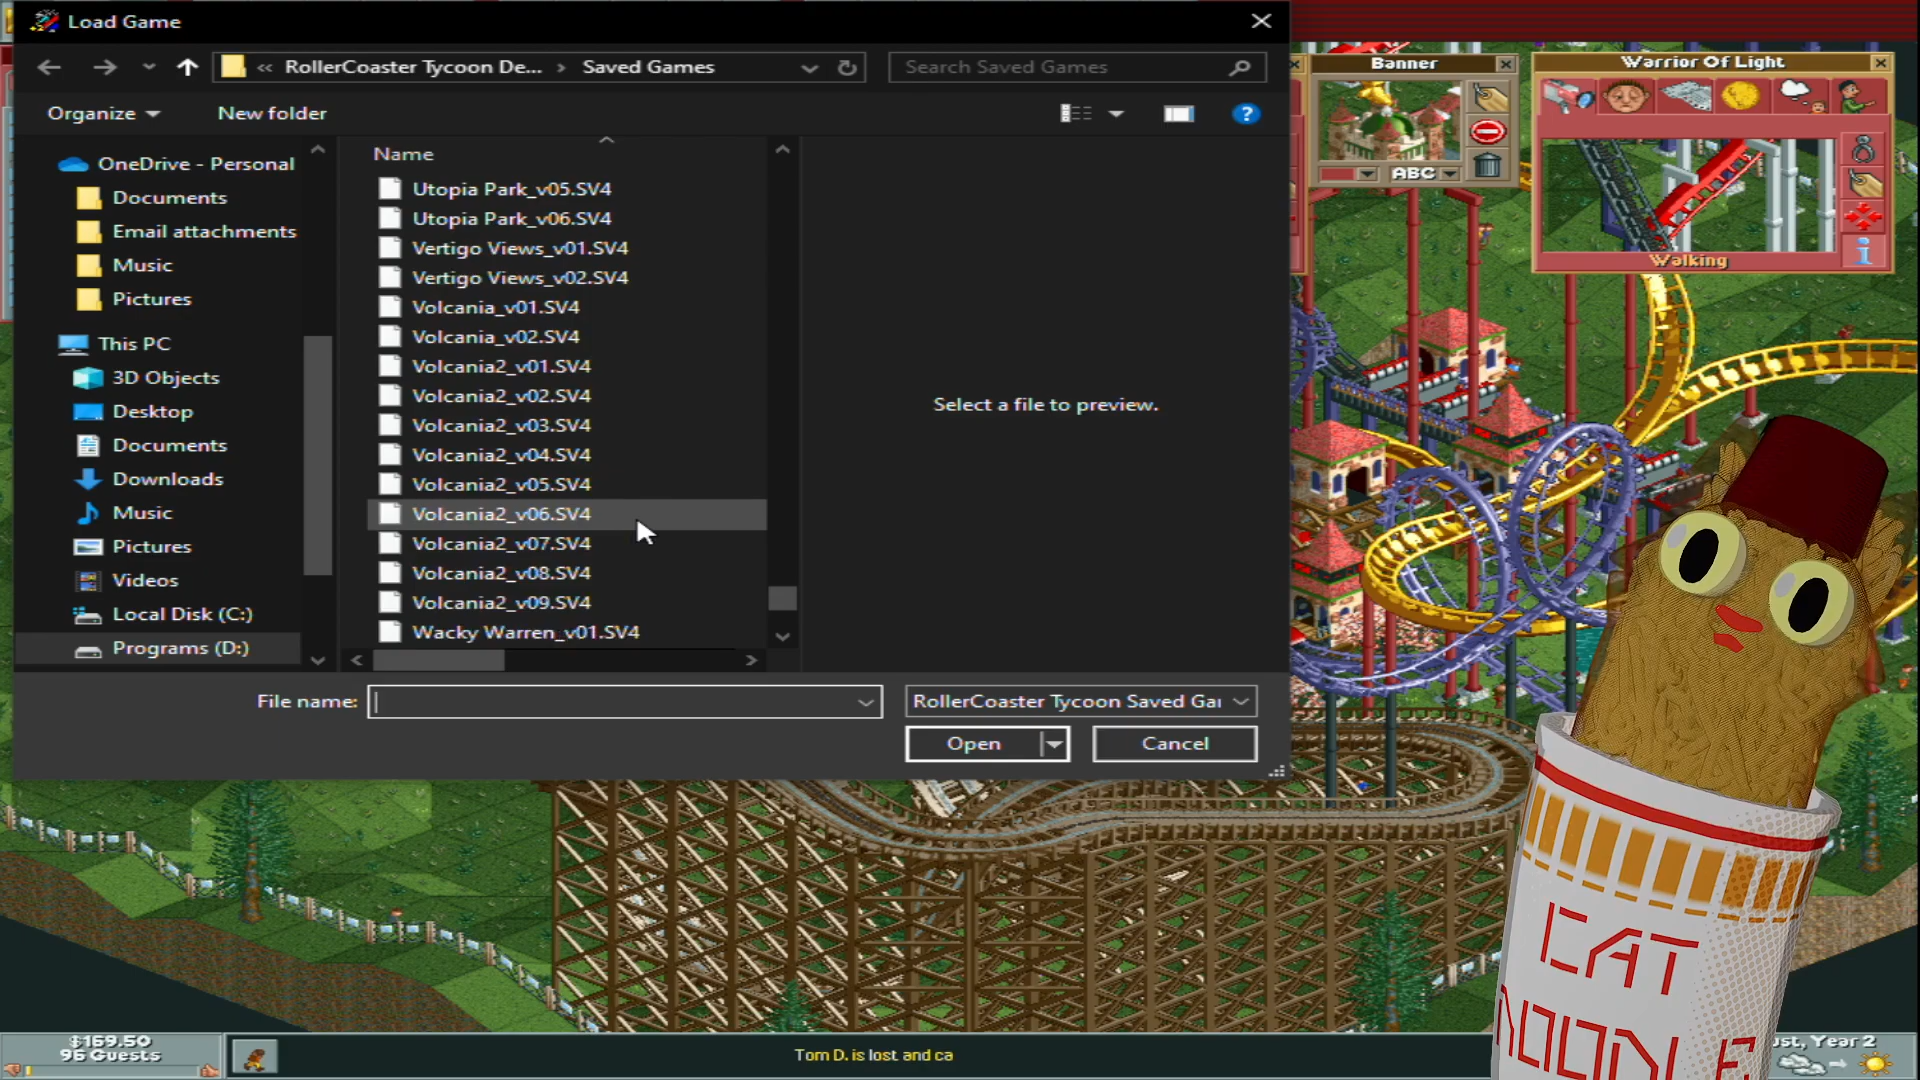 Load Game
RollerCoaster Tycoon De... > Saved Games
Search Saved Games
Organize
New folder
OneDrive - Personal
Documents
Email attachments
Music
Pictures
This PC
3D Objects
Desktop
Documents
Downloads
Music
Pictures
Videos
Local Disk (C:)
Programs (D:)
Name
Utopia Park_v05.SV4
Utopia Park_v06.SV4
Vertigo Views_v01.SV4
Vertigo Views_v02.SV4
Volcania_v01.SV4
Volcania_v02.SV4
Volcania2_v01.SV4
Volcania2_v02.SV4
Volcania2_v03.SV4
Volcania2_v04.SV4
Volcania2_v05.SV4
Volcania2_v06.SV4
Volcania2_v07.SV4
Volcania2_v08.SV4
Volcania2_v09.SV4
Wacky Warren_v01.SV4
Select a file to preview.
File name:
RollerCoaster Tycoon Saved Gar
Open
Cancel
Banner
ABC
Warrior Of Light
Walking
CAT
NOODLE
$169.50
96 Guests
Tom D. is lost and ca
ust, Year 2